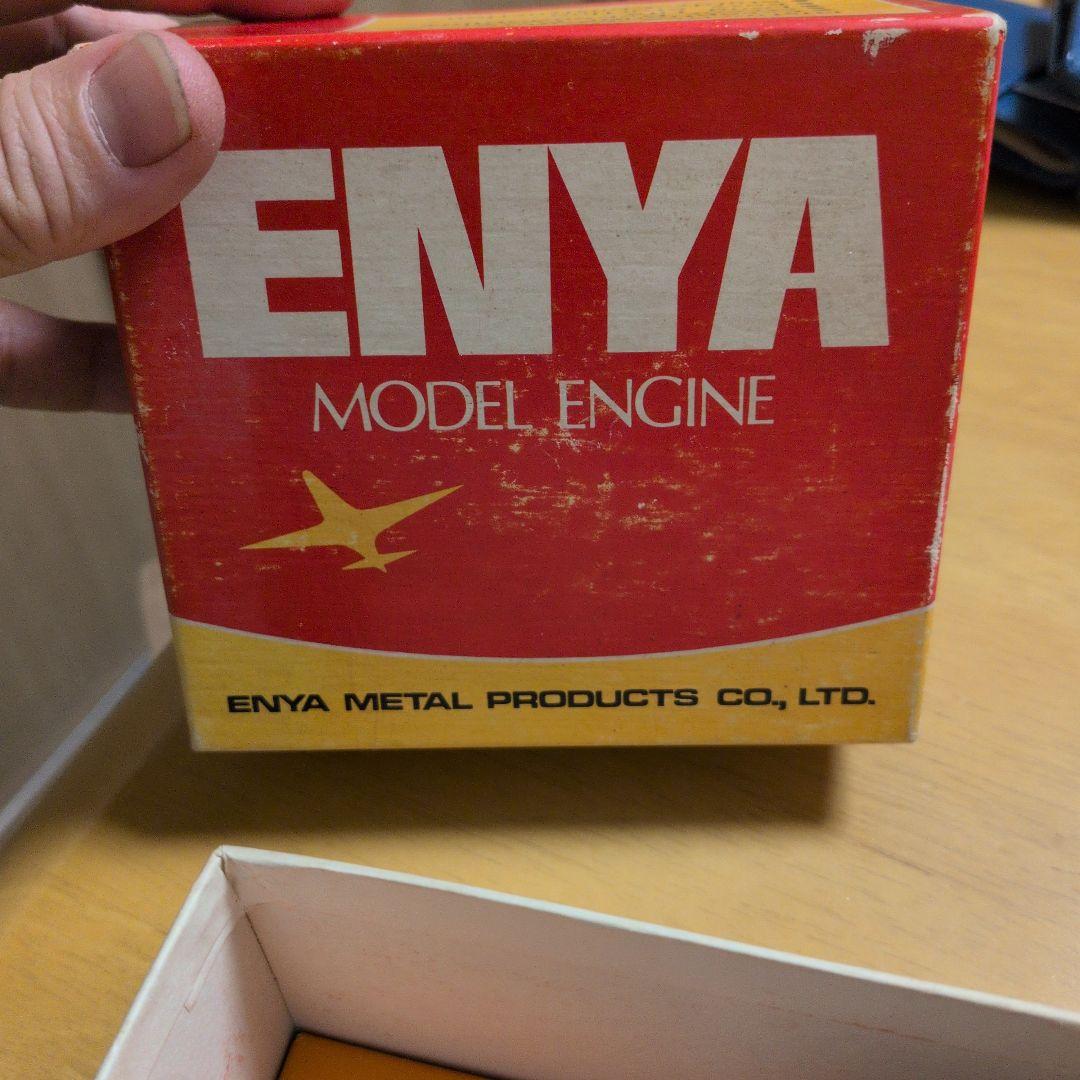 ENYA
MODEL ENGINE
ENYA METAL PRODUCTS CO., LTD.